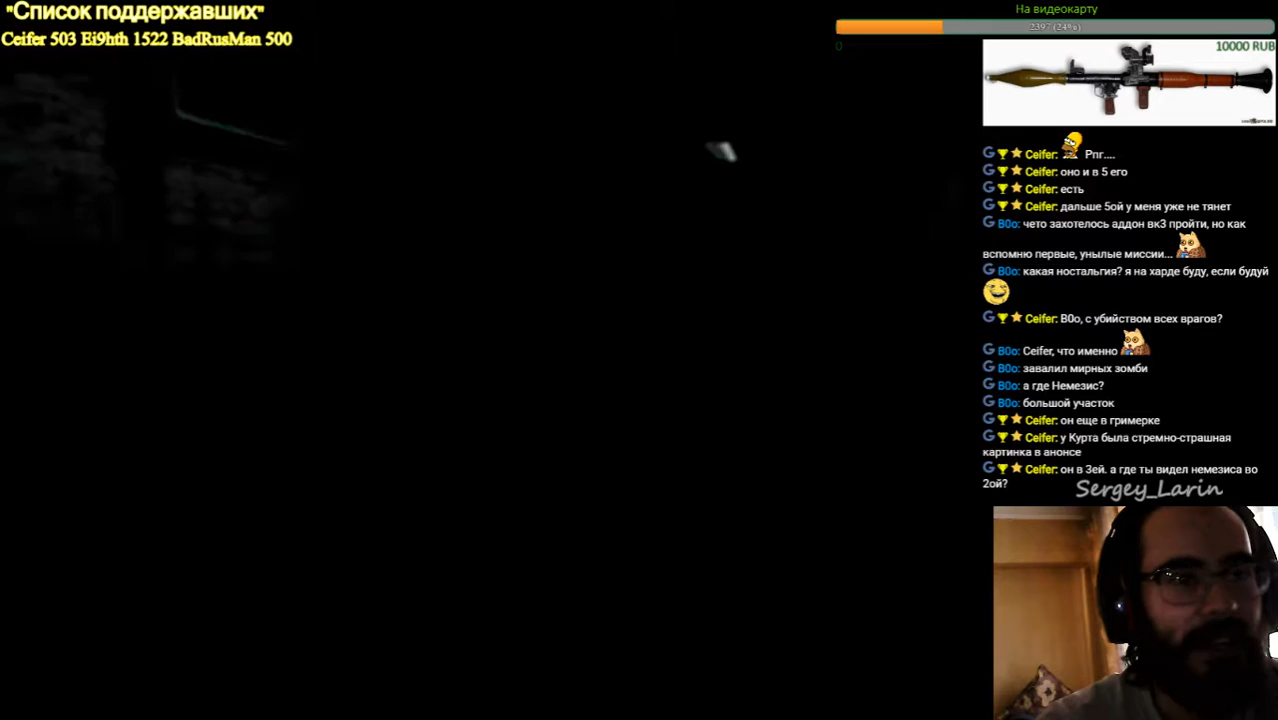 "Список поддержавших"
Ceifer 503 Ei9hth 1522 BadRusMan 500
На видеокарту
2397 (24%)
0
10000 RUB
Ceifer: Рпг....
Ceifer: оно и в 5 его
Ceifer: есть
Ceifer: дальше 5ой у меня уже не тянет
B0o: чето захотелось аддон вк3 пройти, но как
вспомню первые, унылые миссии...
B0o: какая ностальгия? я на харде буду, если будуй
Ceifer: B0o, с убийством всех врагов?
B0o: Ceifer, что именно
B0o: завалил мирных зомби
B0o: а где Немезис?
B0o: большой участок
Ceifer: он еще в гримерке
Ceifer: у Курта была стремно-страшная
картинка в анонсе
Ceifer: он в 3ей. а где ты видел немезиса во
2ой?
Sergey_Larin